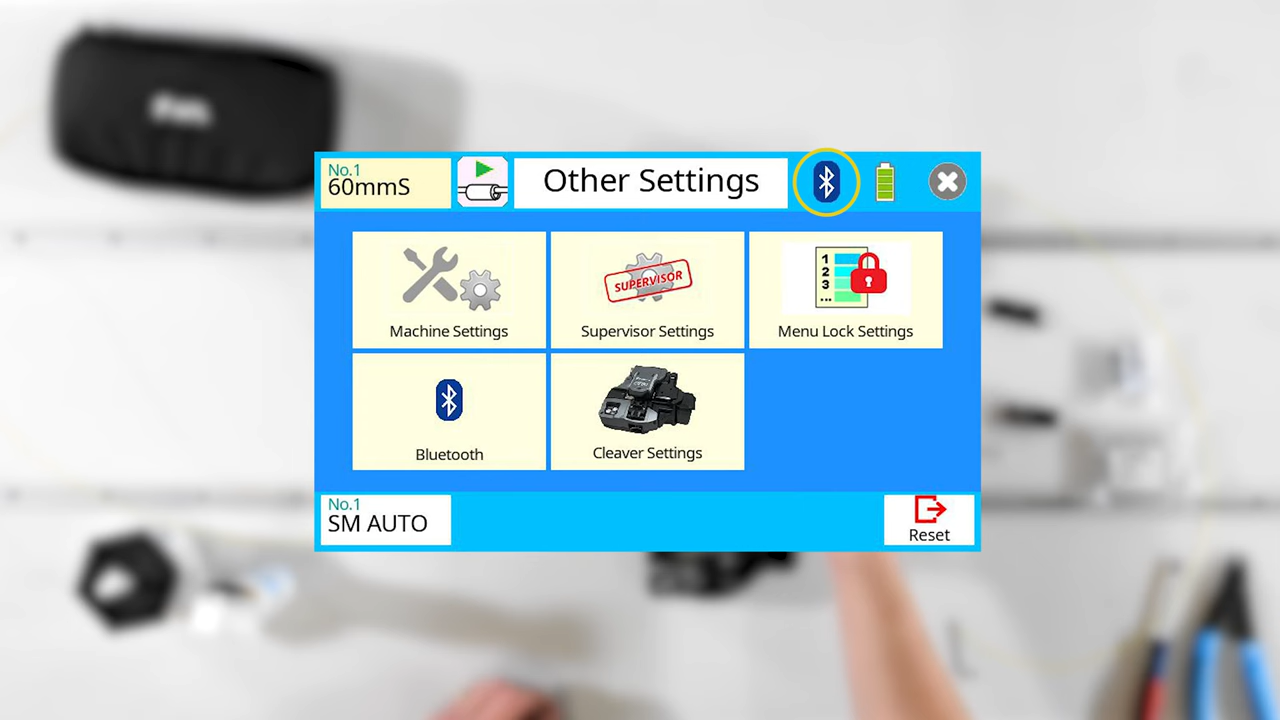 No.1
60mmS
Other Settings
Machine Settings
SUPERVISOR
Supervisor Settings
1
2
3
...
Menu Lock Settings
Bluetooth
Cleaver Settings
No.1
SM AUTO
Reset